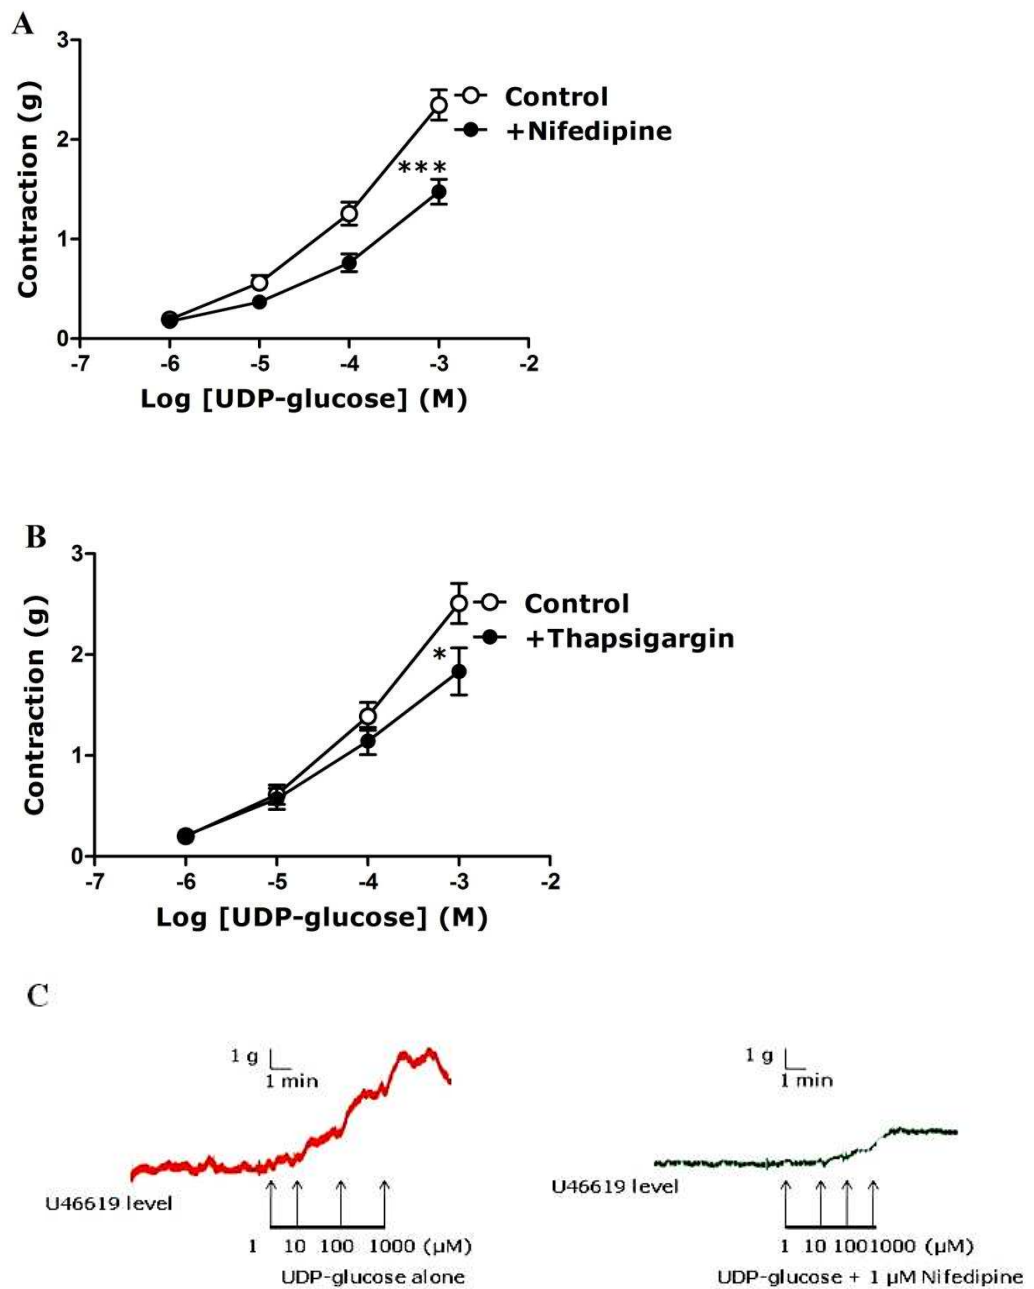 A
3
2
1
0
Contraction (g)
Control
+Nifedipine
***
-7 -6 -5 -4 -3 -2
Log [UDP-glucose] (M)
B
3
2
1
0
Contraction (g)
Control
+Thapsigargin
*
-7 -6 -5 -4 -3 -2
Log [UDP-glucose] (M)
C
1 g
1 min
U46619 level
1 10 100 1000 (µM)
UDP-glucose alone
1 g
1 min
U46619 level
1 10 100 1000 (µM)
UDP-glucose + 1 µM Nifedipine